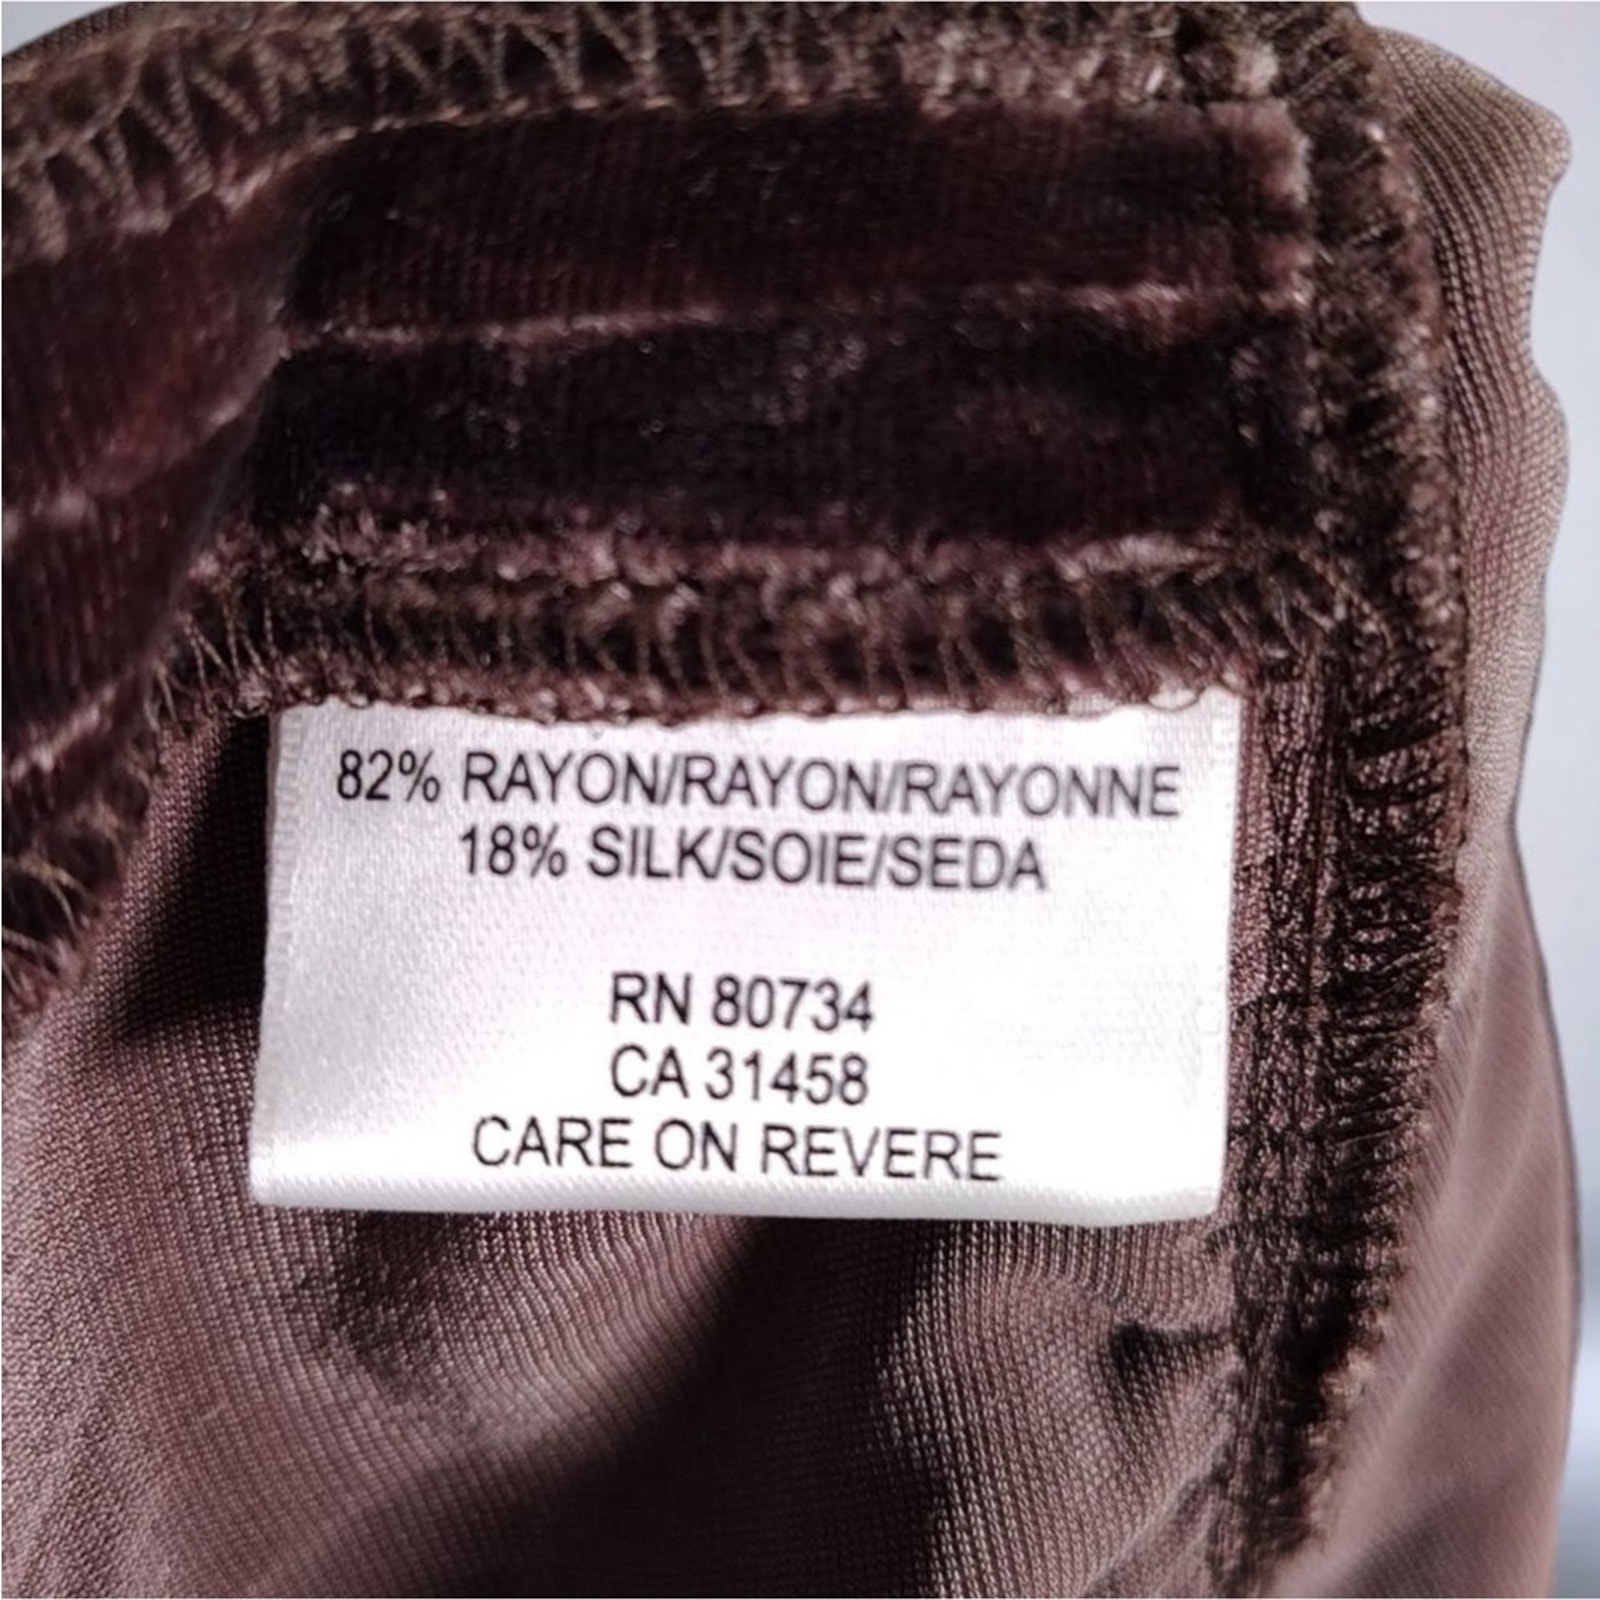 82% RAYON/RAYON/RAYONNE
18% SILK/SOIE/SEDA
RN 80734
CA 31458
CARE ON REVERE